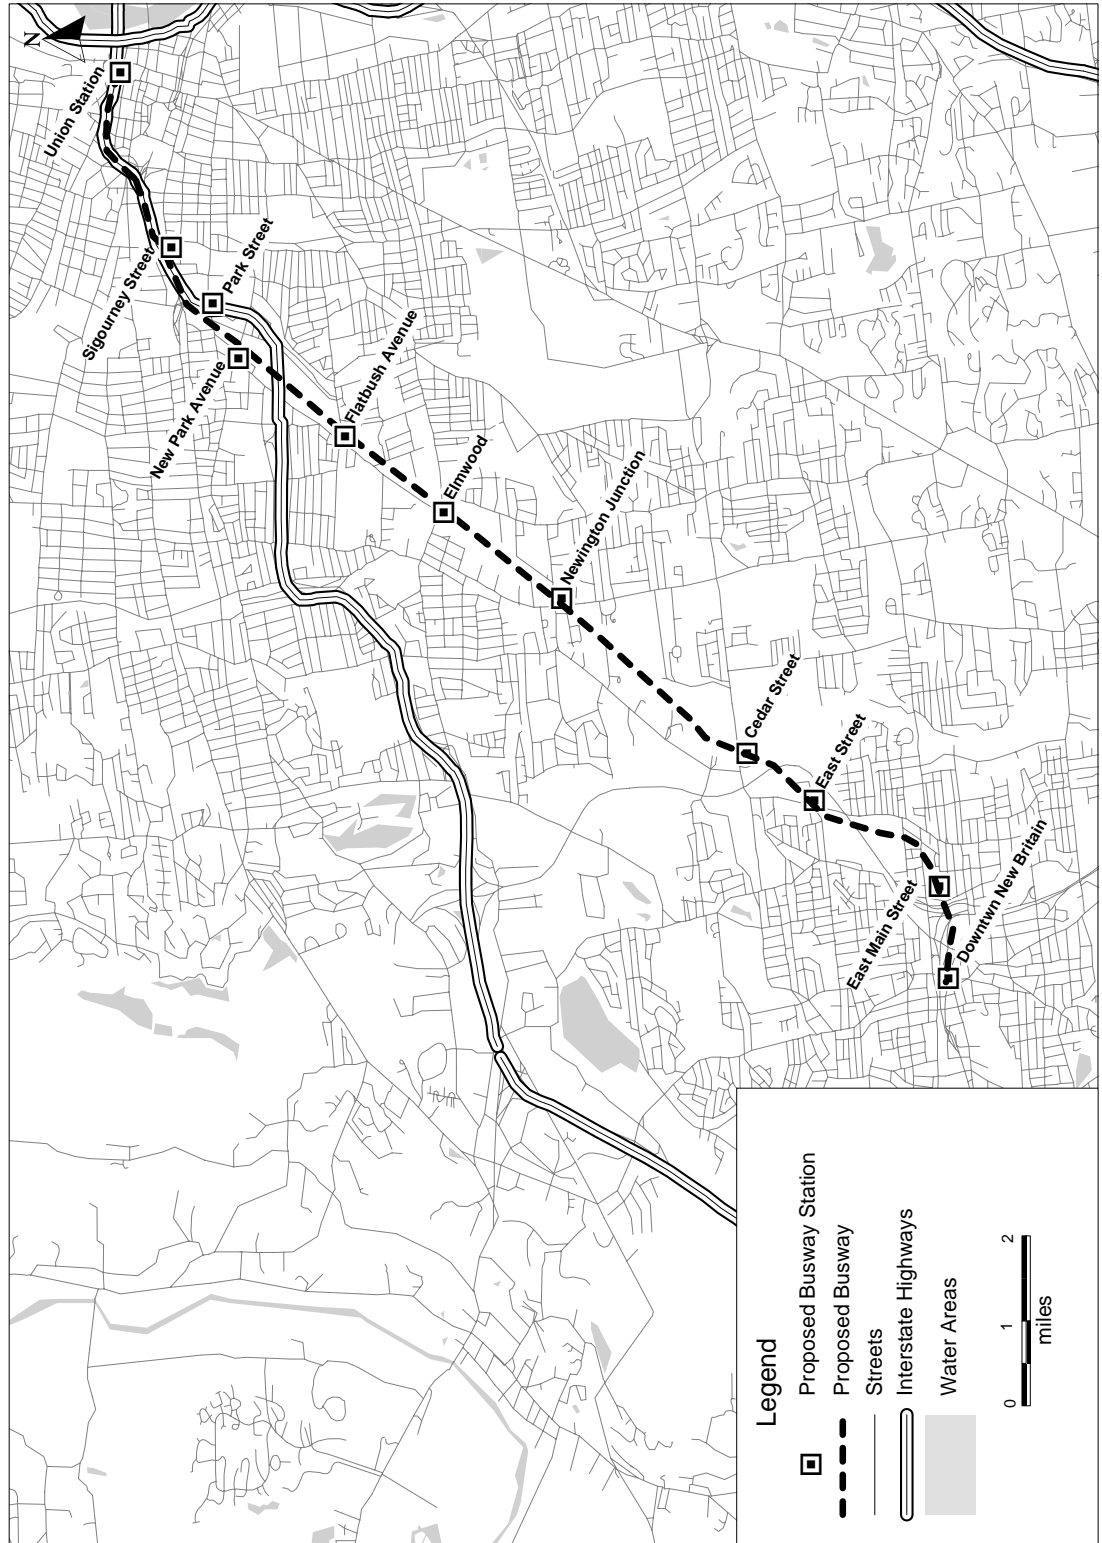 N
Union Station
Sigourney Street
Park Street
New Park Avenue
Flatbush Avenue
Elmwood
Newington Junction
Cedar Street
East Street
East Main Street
Downtwn New Britain
Legend
Proposed Busway Station
Proposed Busway
Streets
Interstate Highways
Water Areas
0 1 2
miles